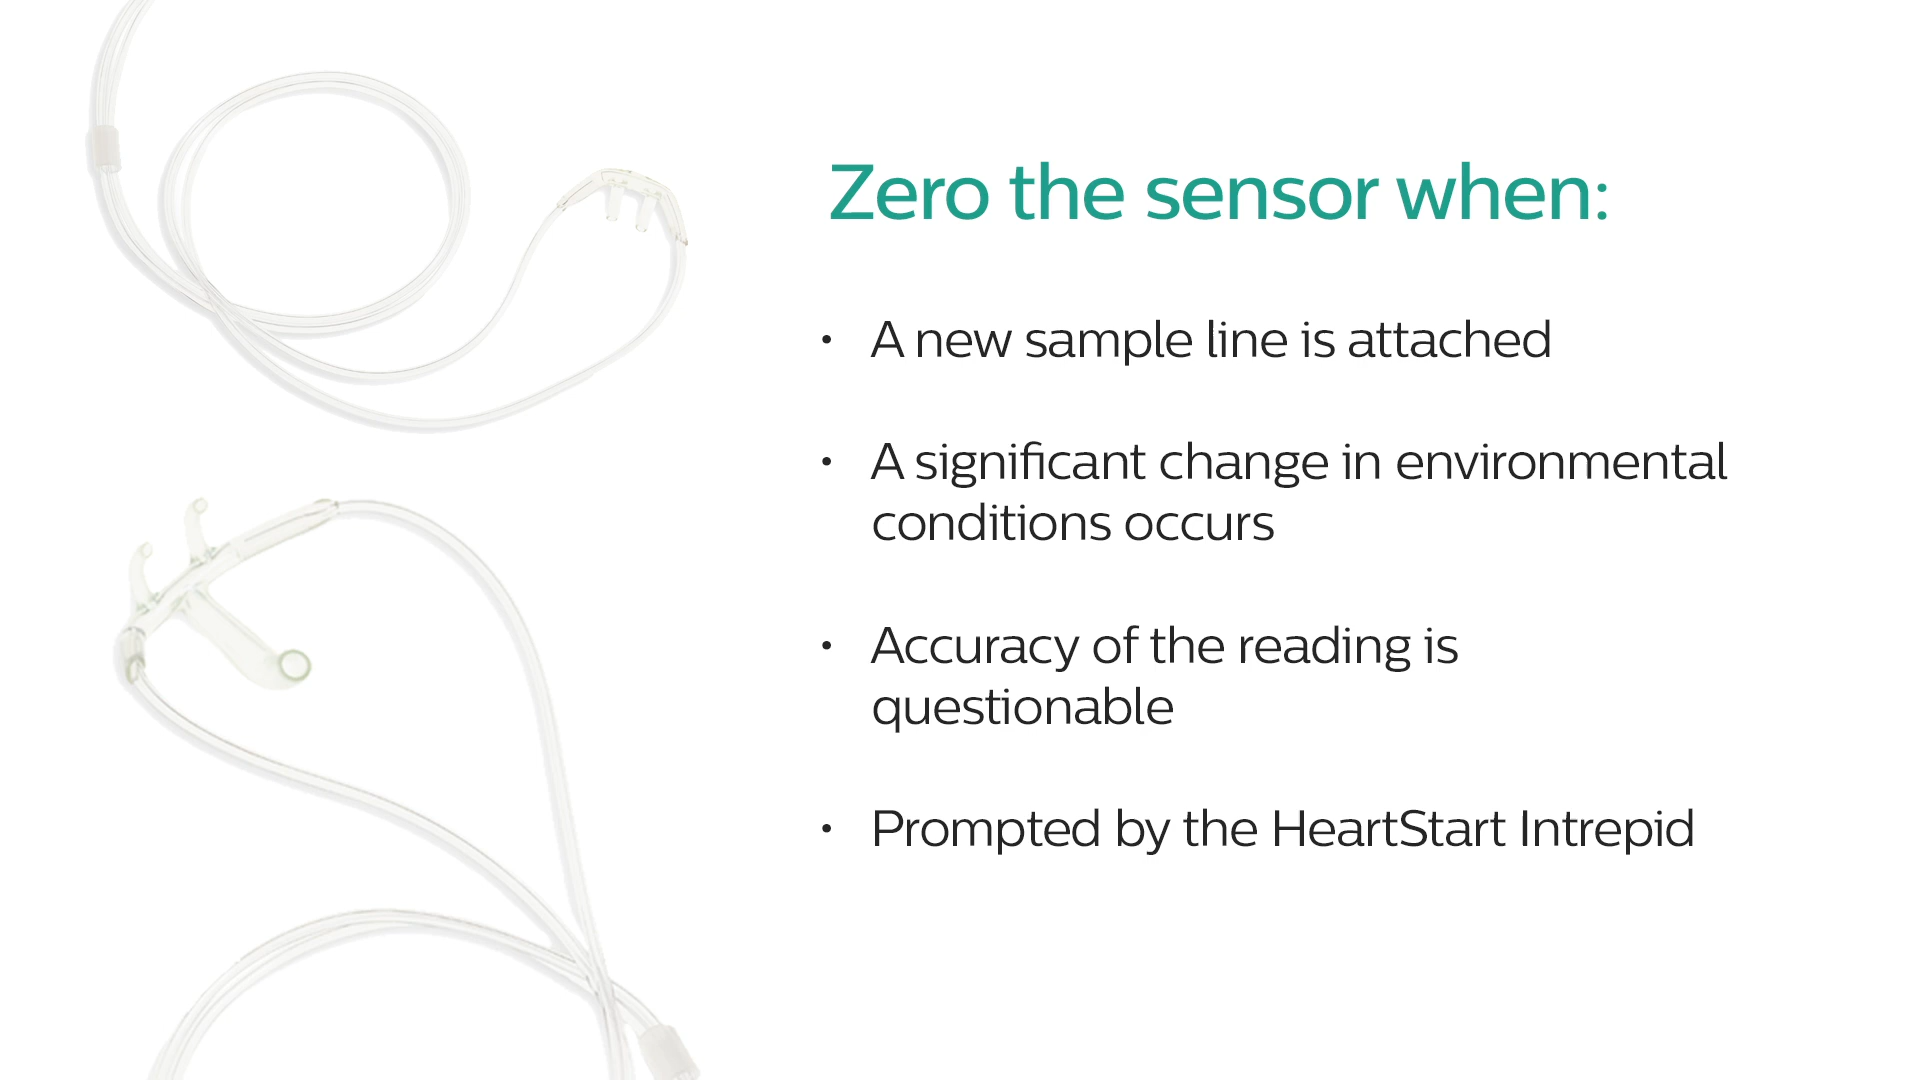 Zero the sensor when:
• A new sample line is attached
• A significant change in environmental
conditions occurs
• Accuracy of the reading is
questionable
• Prompted by the HeartStart Intrepid